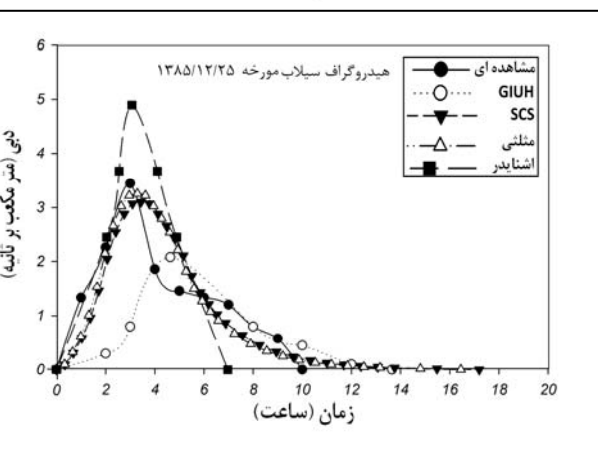 هیدروگراف سیلاب مورخه ۱۳۸۵/۱۲/۲۵
مشاهده ای
GIUH
SCS
مثلثی
اشنایدر
دبی (متر مکعب بر ثانیه)
6
5
4
3
2
1
0
0 2 4 6 8 10 12 14 16 18 20
زمان (ساعت)